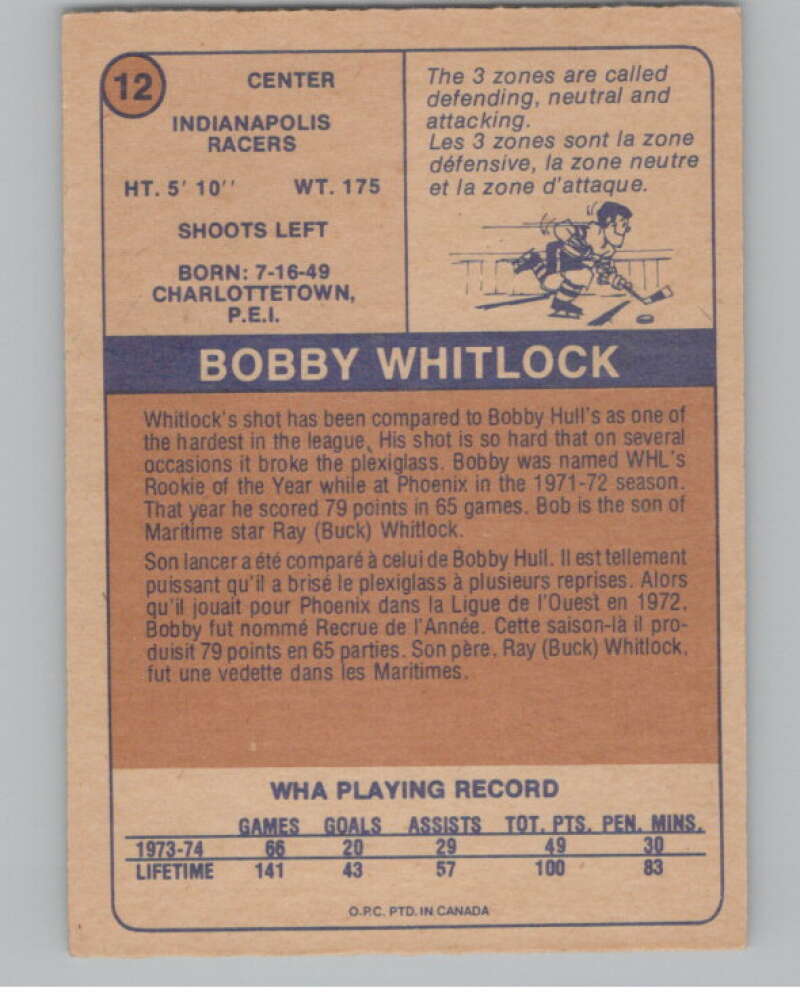 12
CENTER
INDIANAPOLIS
RACERS
HT. 5' 10'' WT. 175
SHOOTS LEFT
BORN: 7-16-49
CHARLOTTETOWN,
P.E.I.
The 3 zones are called
defending, neutral and
attacking.
Les 3 zones sont la zone
défensive, la zone neutre
et la zone d'attaque.
BOBBY WHITLOCK
Whitlock's shot has been compared to Bobby Hull's as one of
the hardest in the league. His shot is so hard that on several
occasions it broke the plexiglass. Bobby was named WHL's
Rookie of the Year while at Phoenix in the 1971-72 season.
That year he scored 79 points in 65 games. Bob is the son of
Maritime star Ray (Buck) Whitlock.
Son lancer a été comparé à celui de Bobby Hull. Il est tellement
puissant qu'il a brisé le plexiglass à plusieurs reprises. Alors
qu'il jouait pour Phoenix dans la Ligue de l'Ouest en 1972,
Bobby fut nommé Recrue de l'Année. Cette saison-là il pro-
duisit 79 points en 65 parties. Son père, Ray (Buck) Whitlock,
fut une vedette dans les Maritimes.
WHA PLAYING RECORD
GAMES GOALS ASSISTS TOT. PTS. PEN. MINS.
1973-74 66 20 29 49 30
LIFETIME 141 43 57 100 83
O.P.C. PTD. IN CANADA